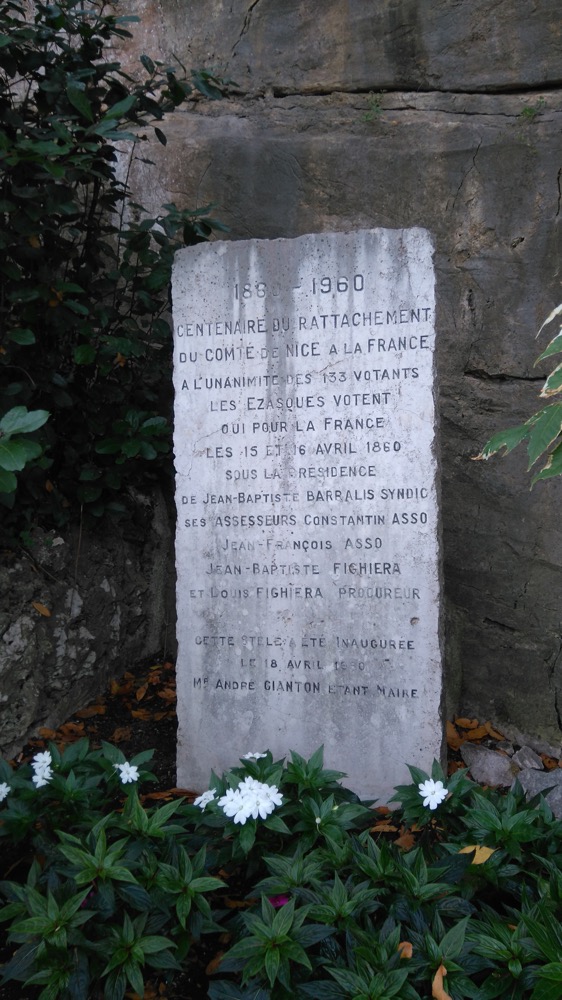 1860 - 1960
CENTENAIRE DU RATTACHEMENT
DU COMTE DE NICE A LA FRANCE
A L'UNANIMITE DES 133 VOTANTS
LES EZASQUES VOTENT
OUI POUR LA FRANCE
LES 15 ET 16 AVRIL 1860
SOUS LA PRÉSIDENCE
DE JEAN-BAPTISTE BARRALIS SYNDIC
SES ASSESSEURS CONSTANTIN ASSO
JEAN-FRANÇOIS ASSO
JEAN-BAPTISTE FIGHIERA
ET LOUIS FIGHIERA PROCUREUR
CETTE STELE A ETE INAUGUREE
LE 18 AVRIL
MR ANDRE GIANTON ETANT MAIRE